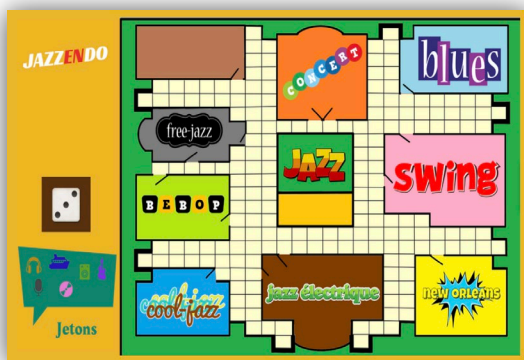 JAZZENDO
CONCERT
blues
free-jazz
JAZZ
swing
BEBOP
cool-jazz
jazz électrique
NEW ORLEANS
Jetons